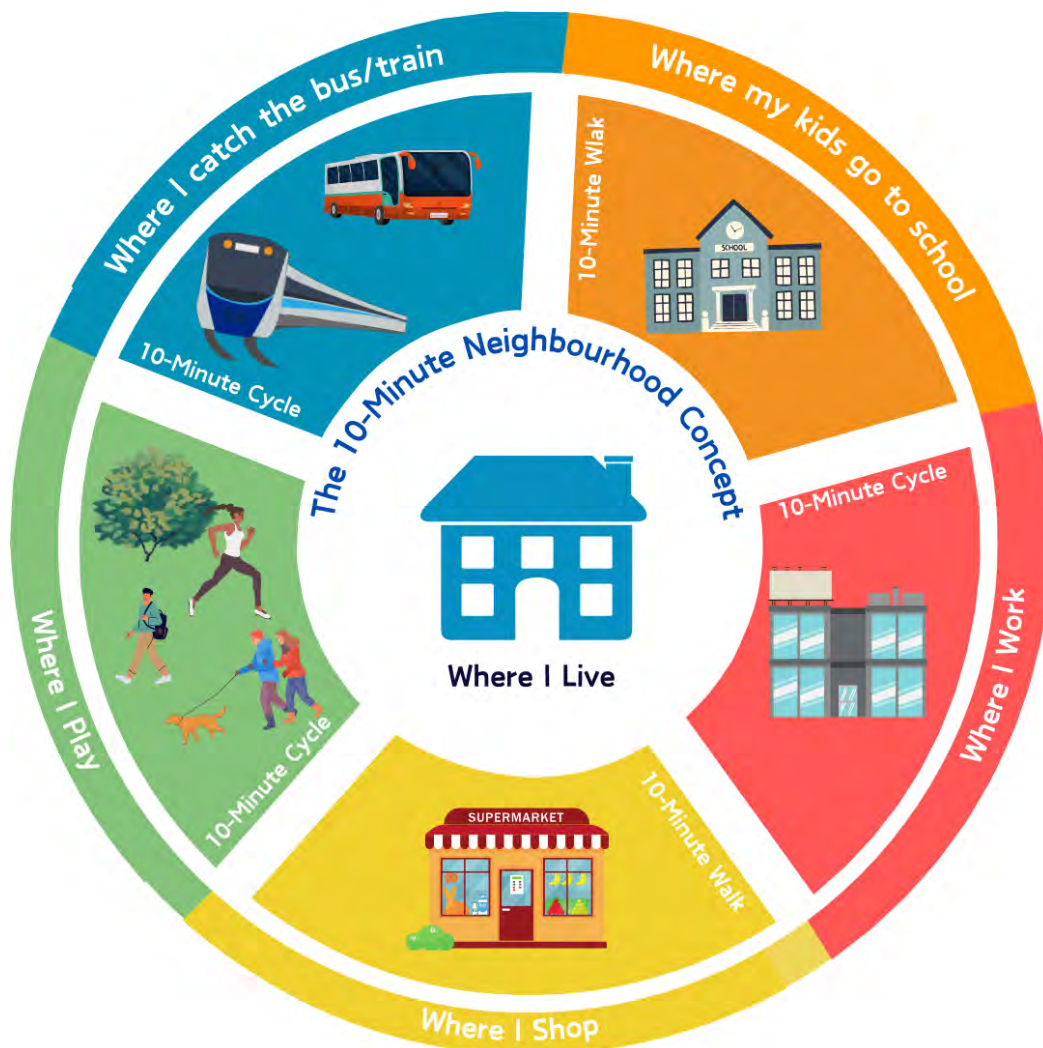 Where I catch the bus/train
10-Minute Cycle
Where my kids go to school
10-Minute Wlak
SCHOOL
Where I Work
10-Minute Cycle
Where I Shop
10-Minute Walk
SUPERMARKET
Where I Play
10-Minute Cycle
The 10-Minute Neighbourhood Concept
Where I Live